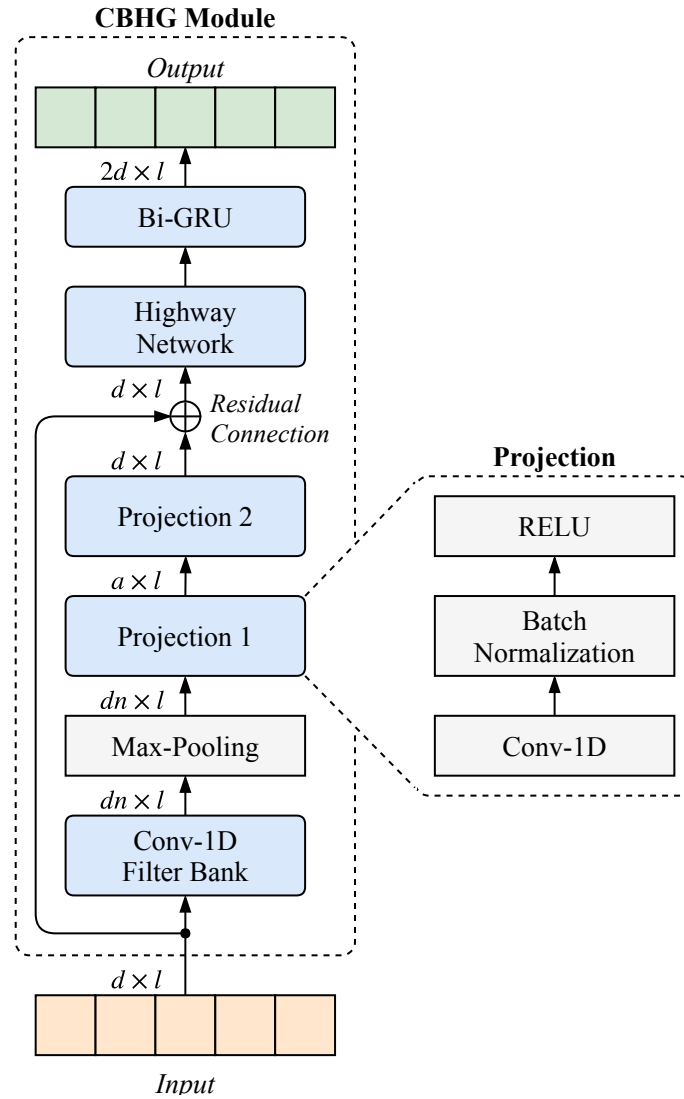 CBHG Module
Output
2d × l
Bi-GRU
Highway
Network
d × l
Residual
Connection
d × l
Projection 2
a × l
Projection 1
dn × l
Max-Pooling
dn × l
Conv-1D
Filter Bank
d × l
Input
Projection
RELU
Batch
Normalization
Conv-1D